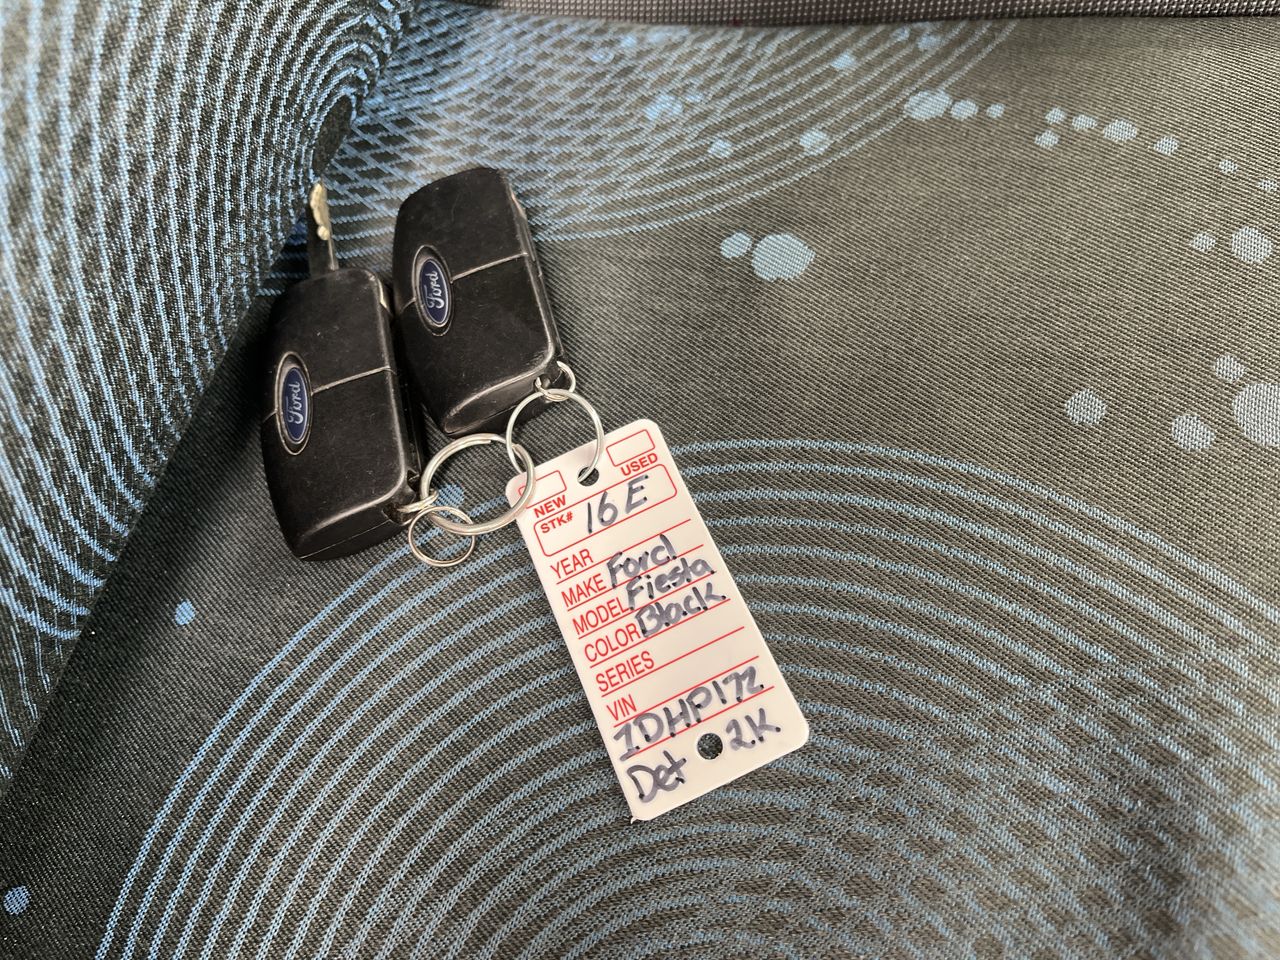 Ford
Ford
NEW USED
STK# 16E
YEAR
MAKE Ford
MODEL Fiesta
COLOR Black
SERIES
VIN
1DHP172
Det 2K